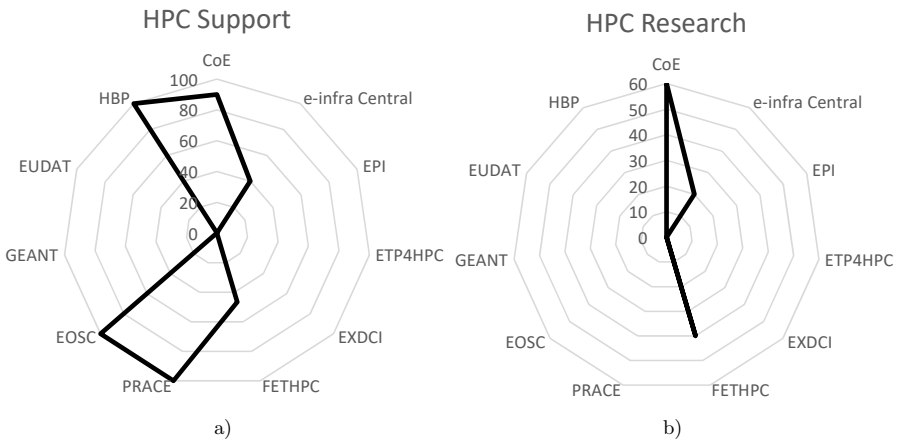 HPC Support
CoE
100
80
60
40
20
0
e-infra Central
EPI
ETP4HPC
EXDCI
FETHPC
PRACE
EOSC
GEANT
EUDAT
HBP
a)
HPC Research
CoE
60
50
40
30
20
10
0
e-infra Central
EPI
ETP4HPC
EXDCI
FETHPC
PRACE
EOSC
GEANT
EUDAT
HBP
b)